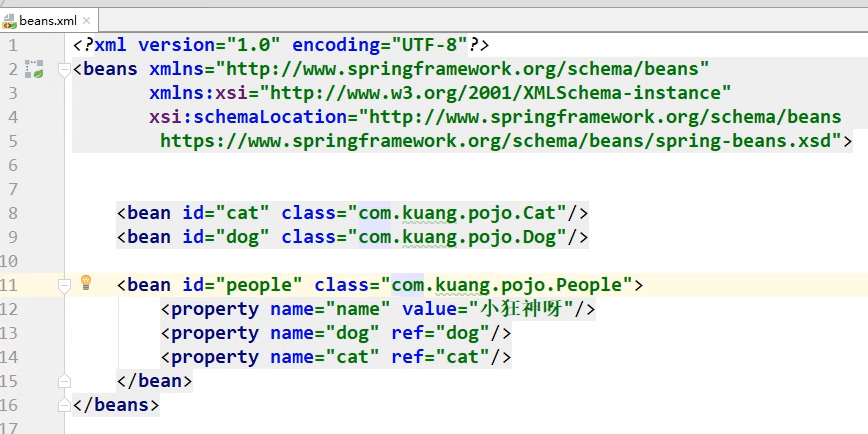 beans.xml
1 <?xml version="1.0" encoding="UTF-8"?>
2 <beans xmlns="http://www.springframework.org/schema/beans"
3 xmlns:xsi="http://www.w3.org/2001/XMLSchema-instance"
4 xsi:schemaLocation="http://www.springframework.org/schema/beans
5 https://www.springframework.org/schema/beans/spring-beans.xsd">
6
7
8 <bean id="cat" class="com.kuang.pojo.Cat"/>
9 <bean id="dog" class="com.kuang.pojo.Dog"/>
10
11 <bean id="people" class="com.kuang.pojo.People">
12 <property name="name" value="小狂神呀"/>
13 <property name="dog" ref="dog"/>
14 <property name="cat" ref="cat"/>
15 </bean>
16 </beans>
17